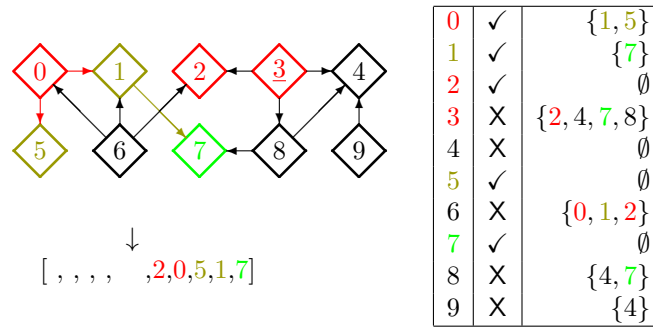 0 1 2 3 4
5 6 7 8 9
↓
[ , , , , ,2,0,5,1,7]
0 ✓ {1, 5}
1 ✓ {7}
2 ✓ ∅
3 X {2, 4, 7, 8}
4 X ∅
5 ✓ ∅
6 X {0, 1, 2}
7 ✓ ∅
8 X {4, 7}
9 X {4}